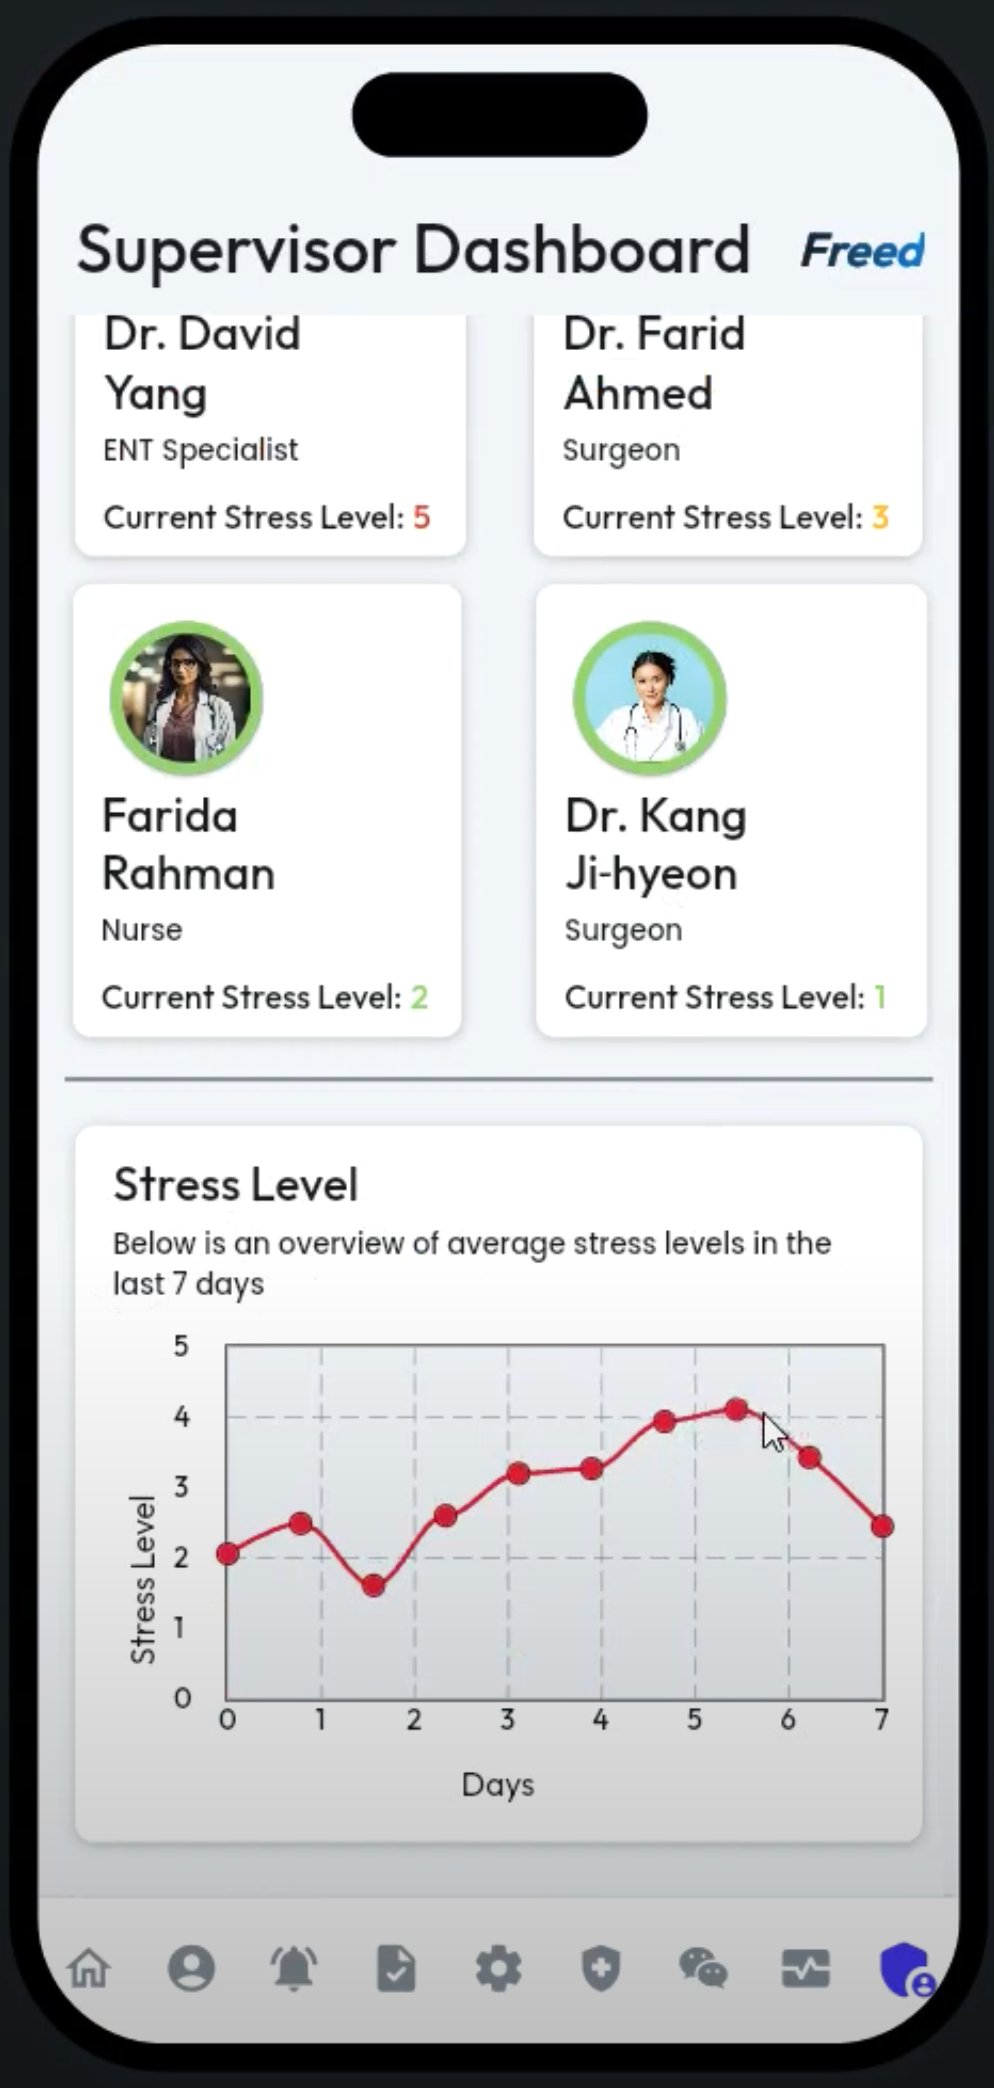 Supervisor Dashboard
Freed
Dr. David
Yang
ENT Specialist
Current Stress Level: 5
Dr. Farid
Ahmed
Surgeon
Current Stress Level: 3
Farida
Rahman
Nurse
Current Stress Level: 2
Dr. Kang
Ji-hyeon
Surgeon
Current Stress Level: 1
Stress Level
Below is an overview of average stress levels in the
last 7 days
5
4
3
2
1
0
Stress Level
0 1 2 3 4 5 6 7
Days